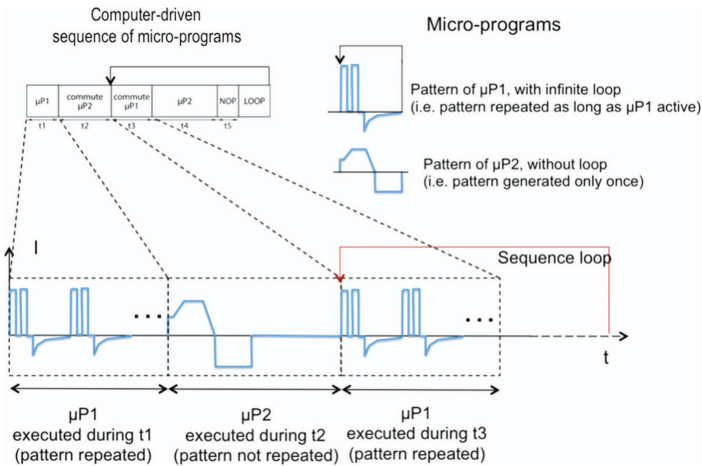 Computer-driven
sequence of micro-programs
Micro-programs
µP1
commute
µP2
commute
µP1
µP2
NOP
LOOP
t1
t2
t3
t4
t5
Pattern of µP1, with infinite loop
(i.e. pattern repeated as long as µP1 active)
Pattern of µP2, without loop
(i.e. pattern generated only once)
I
Sequence loop
...
...
t
µP1
executed during t1
(pattern repeated)
µP2
executed during t2
(pattern not repeated)
µP1
executed during t3
(pattern repeated)